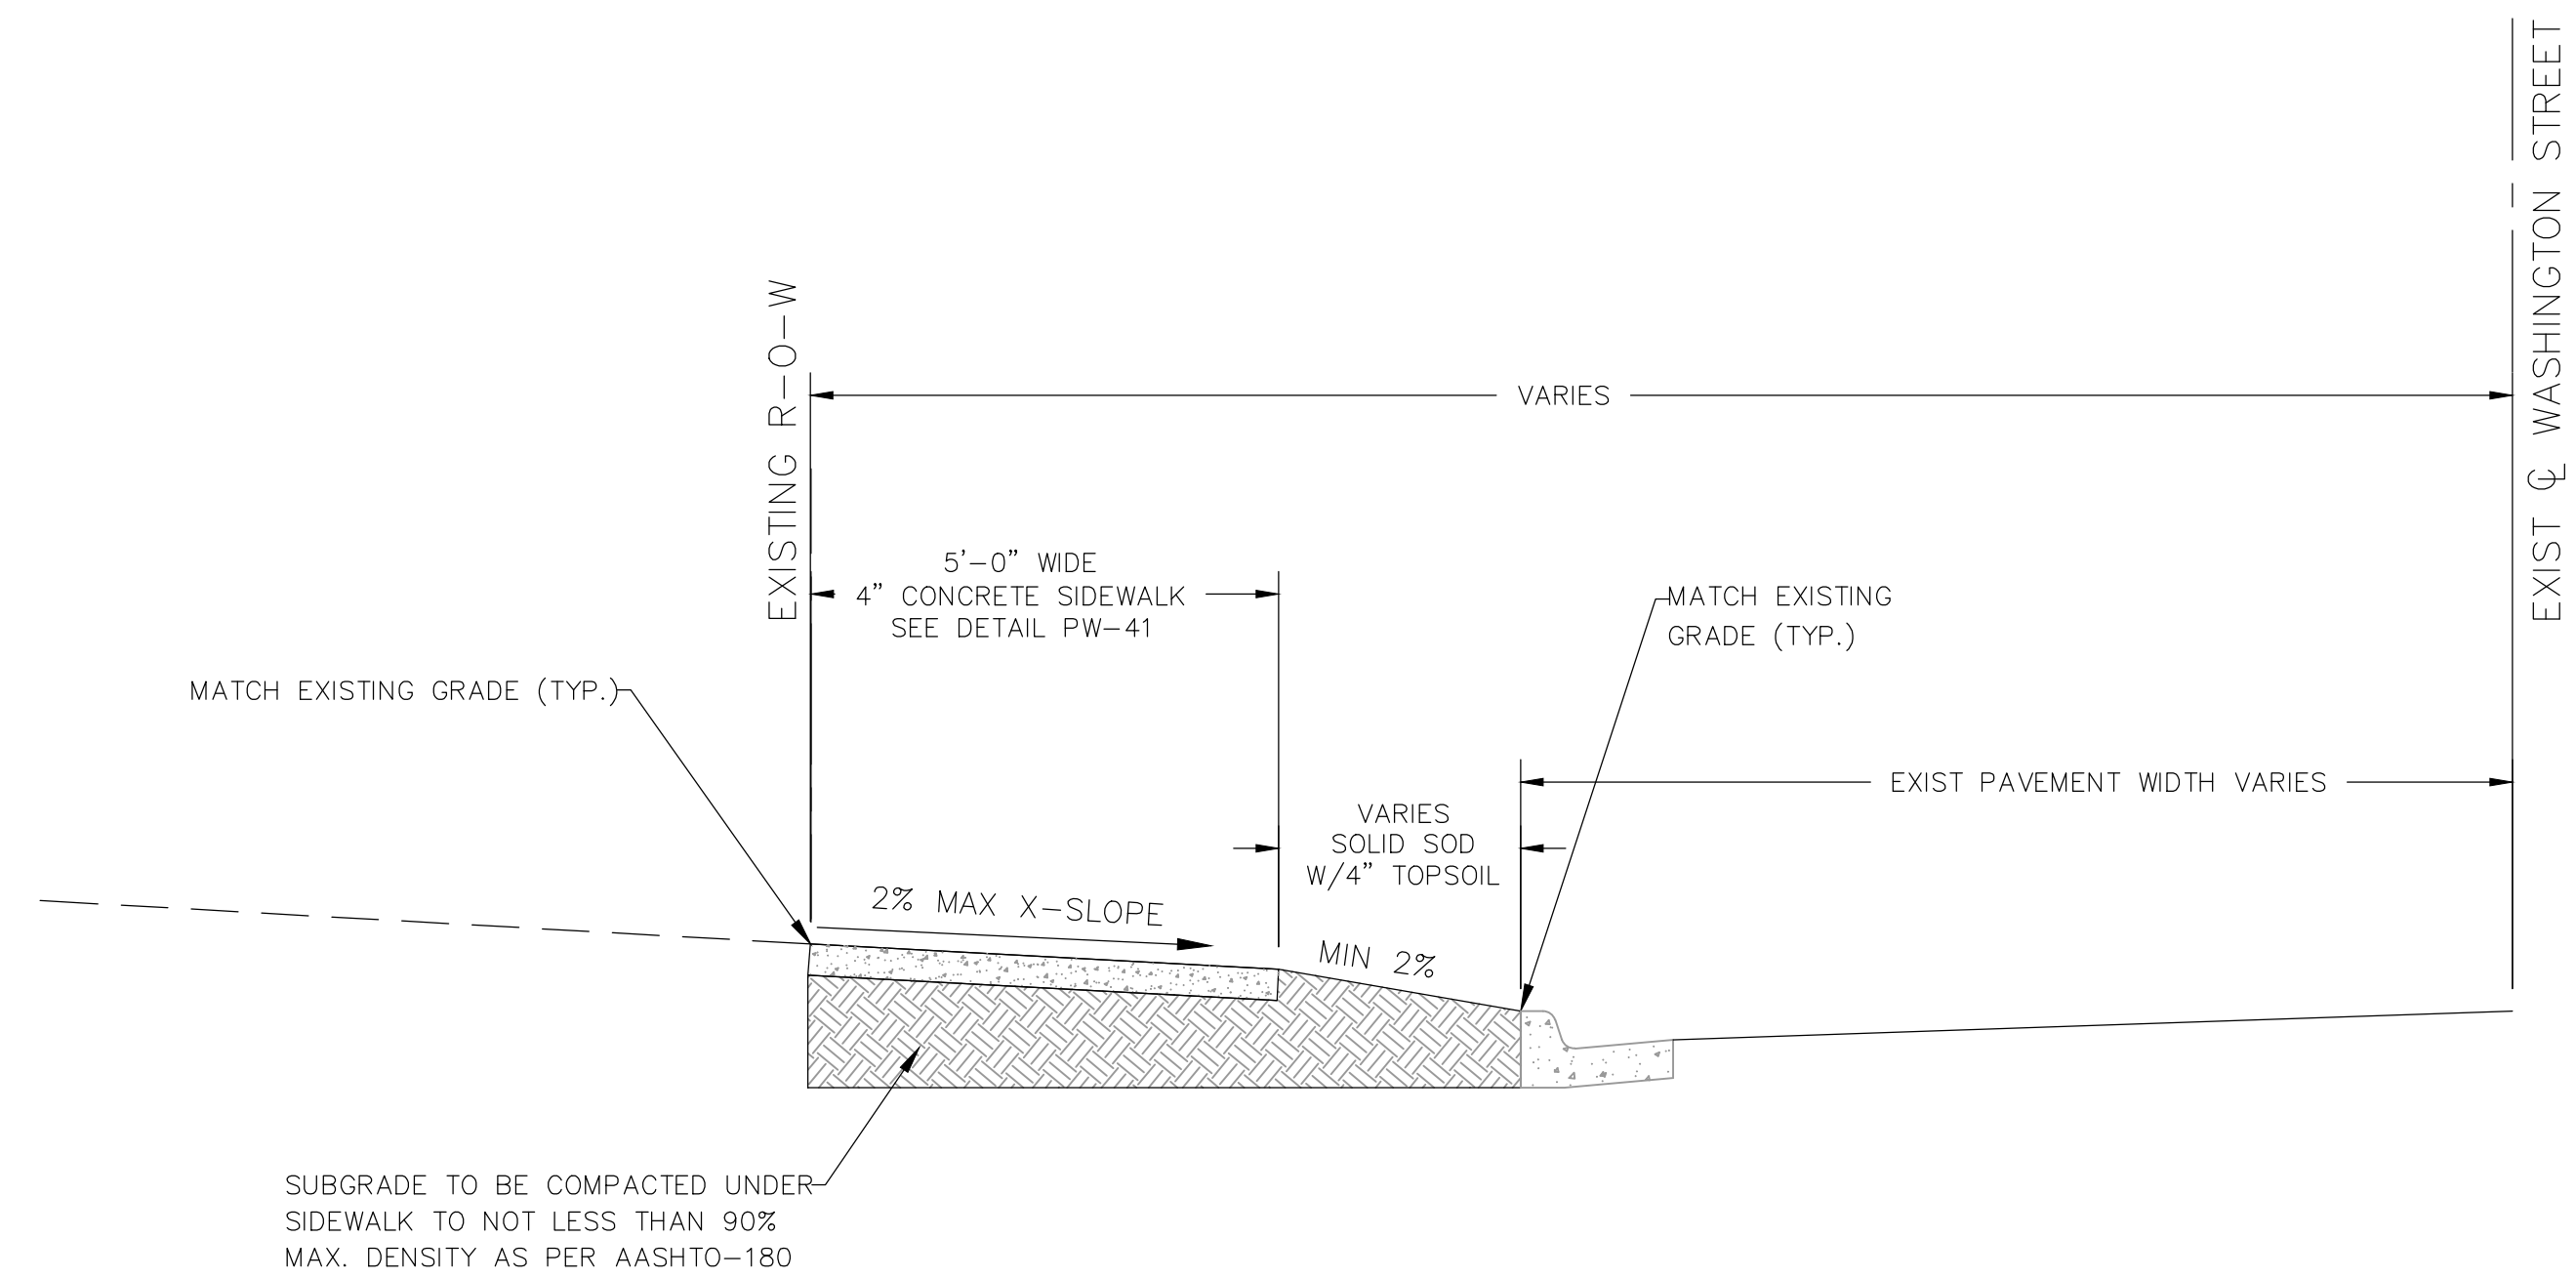 EXIST ℄ WASHINGTON STREET
EXISTING R-O-W
VARIES
5'-0" WIDE
4" CONCRETE SIDEWALK
SEE DETAIL PW-41
MATCH EXISTING
GRADE (TYP.)
MATCH EXISTING GRADE (TYP.)
EXIST PAVEMENT WIDTH VARIES
VARIES
SOLID SOD
W/4" TOPSOIL
2% MAX X-SLOPE
MIN 2%
SUBGRADE TO BE COMPACTED UNDER
SIDEWALK TO NOT LESS THAN 90%
MAX. DENSITY AS PER AASHTO-180